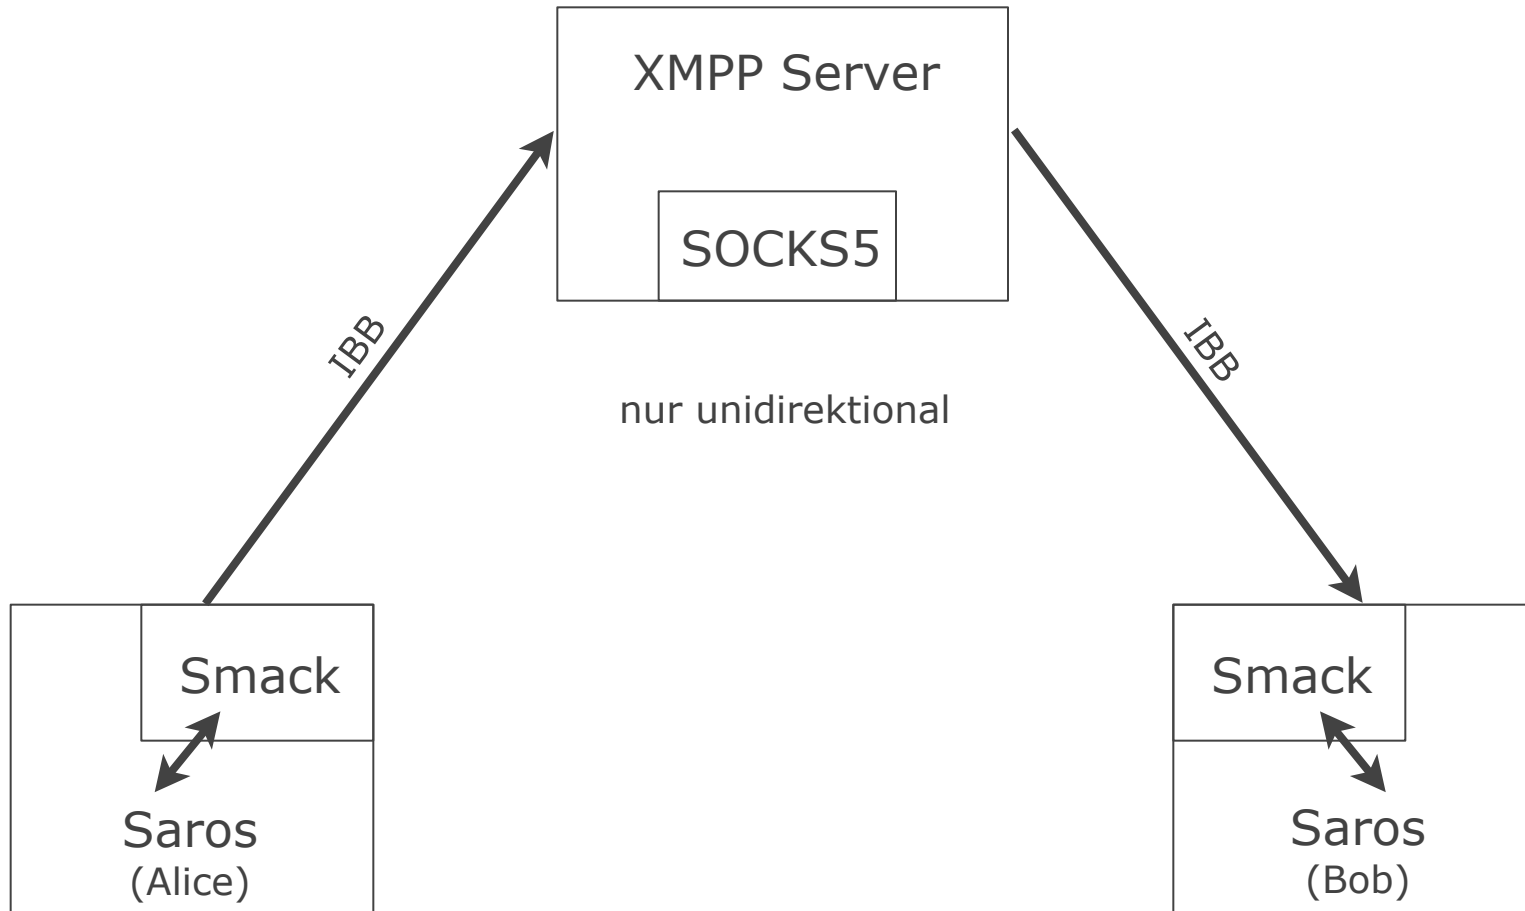 XMPP Server
SOCKS5
IBB
IBB
nur unidirektional
Smack
Smack
Saros
(Alice)
Saros
(Bob)